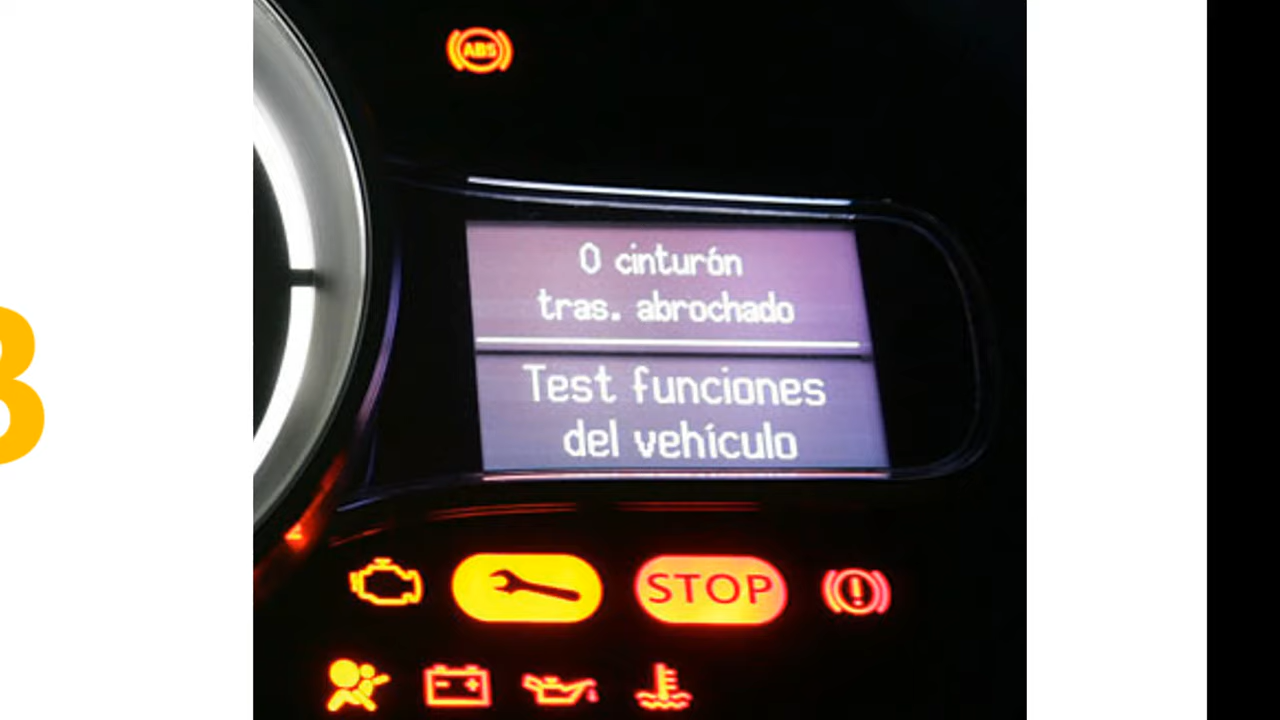 ABS
0 cinturón
tras. abrochado
Test funciones
del vehículo
STOP